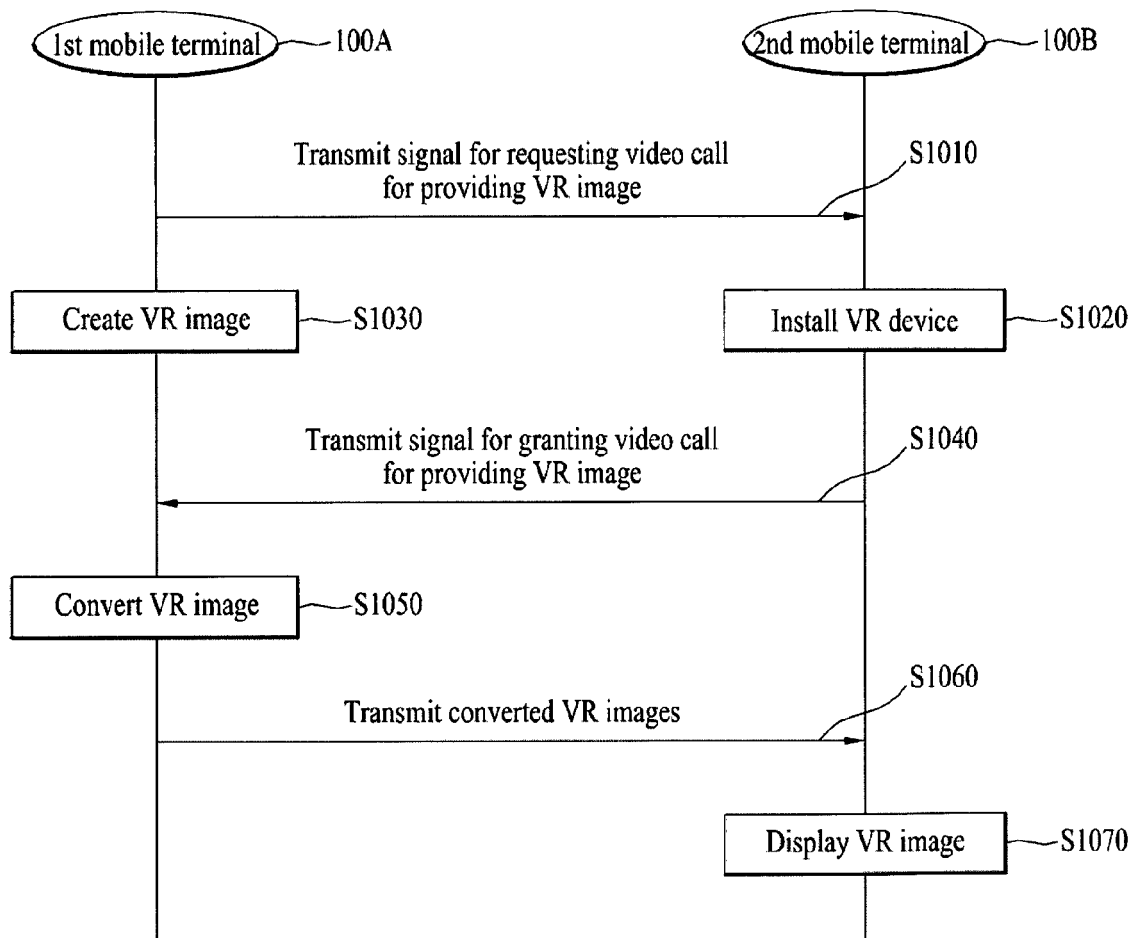 1st mobile terminal
100A
2nd mobile terminal
100B
Transmit signal for requesting video call
for providing VR image
S1010
Create VR image
S1030
Install VR device
S1020
Transmit signal for granting video call
for providing VR image
S1040
Convert VR image
S1050
Transmit converted VR images
S1060
Display VR image
S1070